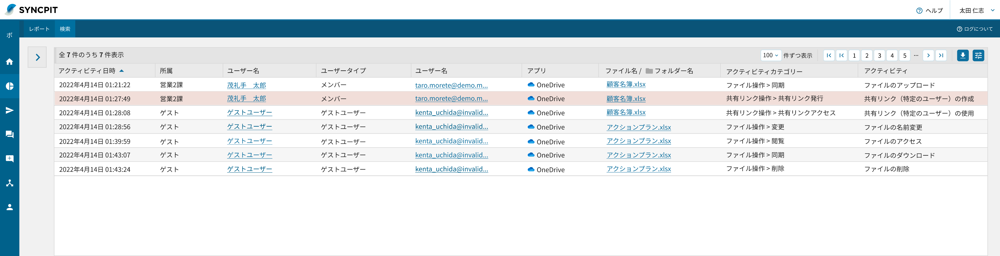 SYNCPIT
ヘルプ
太田 仁志
ボ
レポート
検索
ログについて
全 7 件のうち 7 件表示
100 件ずつ表示 1 2 3 4 5 ...
アクティビティ日時 所属 ユーザー名 ユーザータイプ ユーザー名 アプリ ファイル名 / フォルダー名 アクティビティカテゴリー アクティビティ
2022年4月14日 01:21:22 営業2課 茂礼手　太郎 メンバー taro.morete@demo.m... OneDrive 顧客名簿.xlsx ファイル操作 > 同期 ファイルのアップロード
2022年4月14日 01:27:49 営業2課 茂礼手　太郎 メンバー taro.morete@demo.m... OneDrive 顧客名簿.xlsx 共有リンク操作 > 共有リンク発行 共有リンク（特定のユーザー）の作成
2022年4月14日 01:28:08 ゲスト ゲストユーザー ゲストユーザー kenta_uchida@invalid... OneDrive 顧客名簿.xlsx 共有リンク操作 > 共有リンクアクセス 共有リンク（特定のユーザー）の使用
2022年4月14日 01:28:56 ゲスト ゲストユーザー ゲストユーザー kenta_uchida@invalid... OneDrive アクションプラン.xlsx ファイル操作 > 変更 ファイルの名前変更
2022年4月14日 01:39:59 ゲスト ゲストユーザー ゲストユーザー kenta_uchida@invalid... OneDrive アクションプラン.xlsx ファイル操作 > 閲覧 ファイルのアクセス
2022年4月14日 01:43:07 ゲスト ゲストユーザー ゲストユーザー kenta_uchida@invalid... OneDrive アクションプラン.xlsx ファイル操作 > 同期 ファイルのダウンロード
2022年4月14日 01:43:24 ゲスト ゲストユーザー ゲストユーザー kenta_uchida@invalid... OneDrive アクションプラン.xlsx ファイル操作 > 削除 ファイルの削除